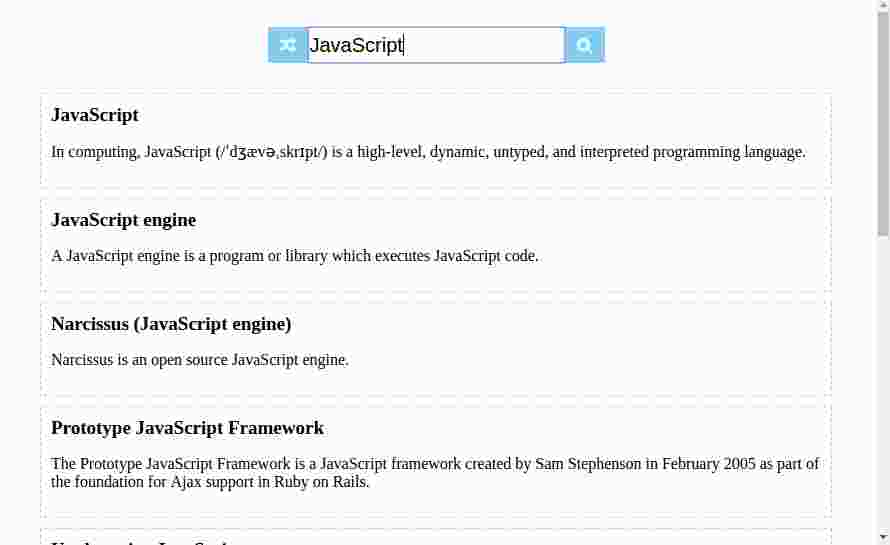 JavaScript
JavaScript
In computing, JavaScript (/ˈdʒævəˌskrɪpt/) is a high-level, dynamic, untyped, and interpreted programming language.
JavaScript engine
A JavaScript engine is a program or library which executes JavaScript code.
Narcissus (JavaScript engine)
Narcissus is an open source JavaScript engine.
Prototype JavaScript Framework
The Prototype JavaScript Framework is a JavaScript framework created by Sam Stephenson in February 2005 as part of
the foundation for Ajax support in Ruby on Rails.